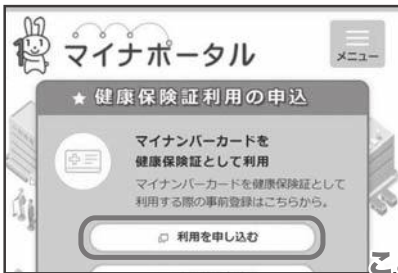 マイナポータル
メニュー
★ 健康保険証利用の申込
マイナンバーカードを
健康保険証として利用
マイナンバーカードを健康保険証として
利用する際の事前登録はこちらから。
利用を申し込む
こ